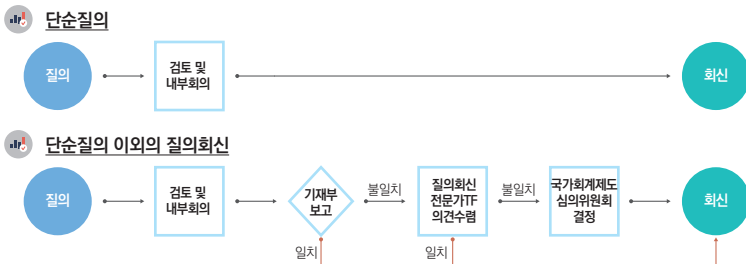 단순질의
질의
검토 및
내부회의
회신
단순질의 이외의 질의회신
질의
검토 및
내부회의
기재부
보고
불일치
질의회신
전문가TF
의견수렴
불일치
국가회계제도
심의위원회
결정
회신
일치
일치